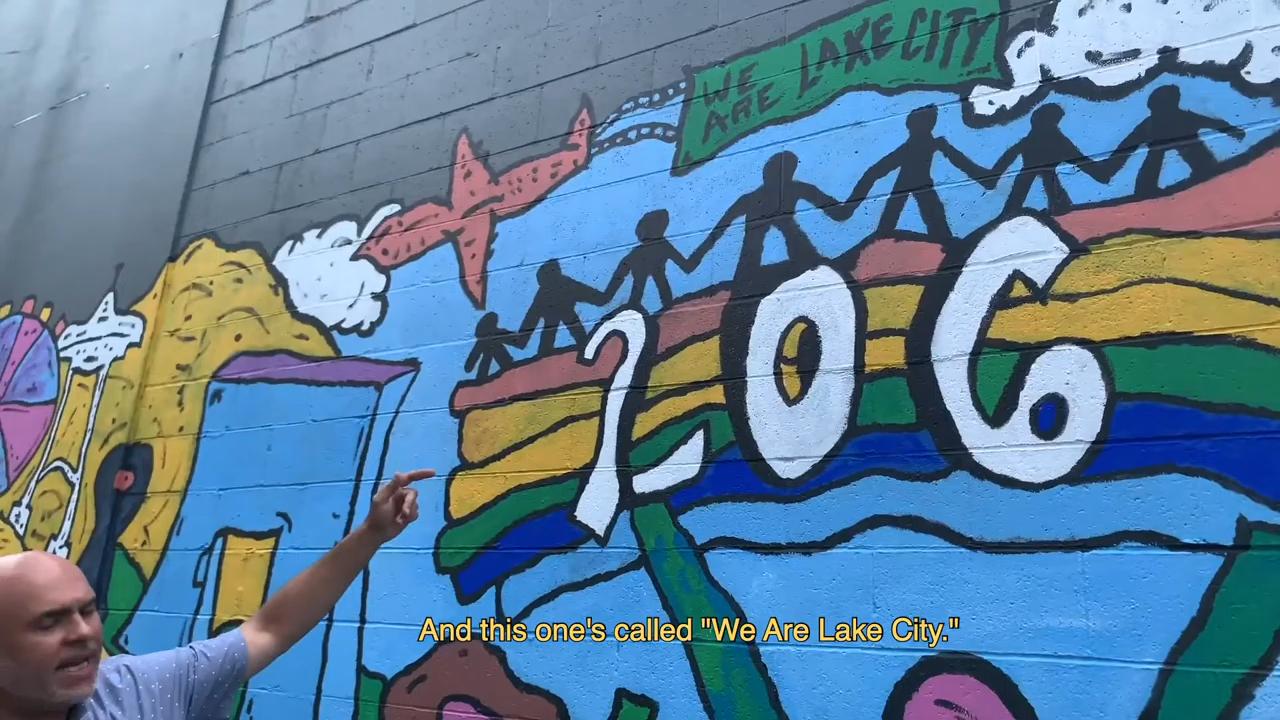 WE
ARE LAKE CITY
206
And this one's called "We Are Lake City."